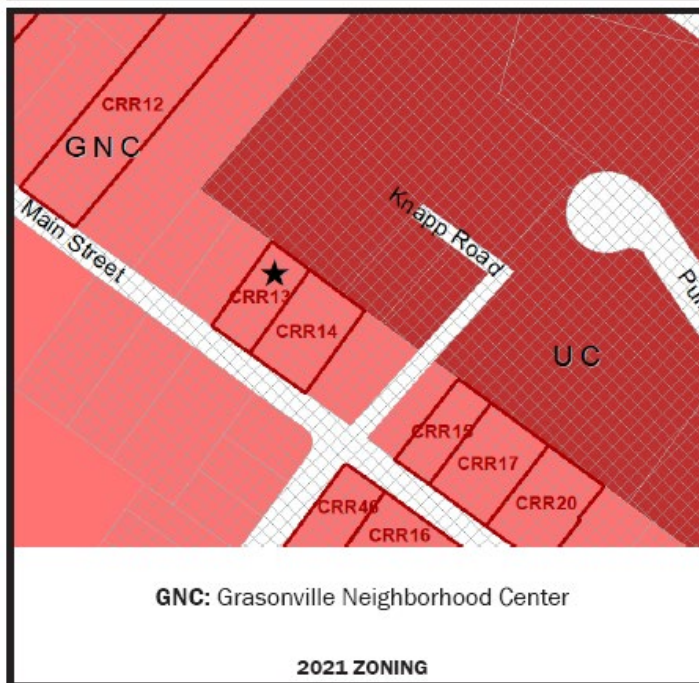 CRR12
GNC
Main Street
Knapp Road
CRR13
CRR14
UC
CRR15
CRR17
CRR20
CRR46
CRR16
GNC: Grasonville Neighborhood Center
2021 ZONING